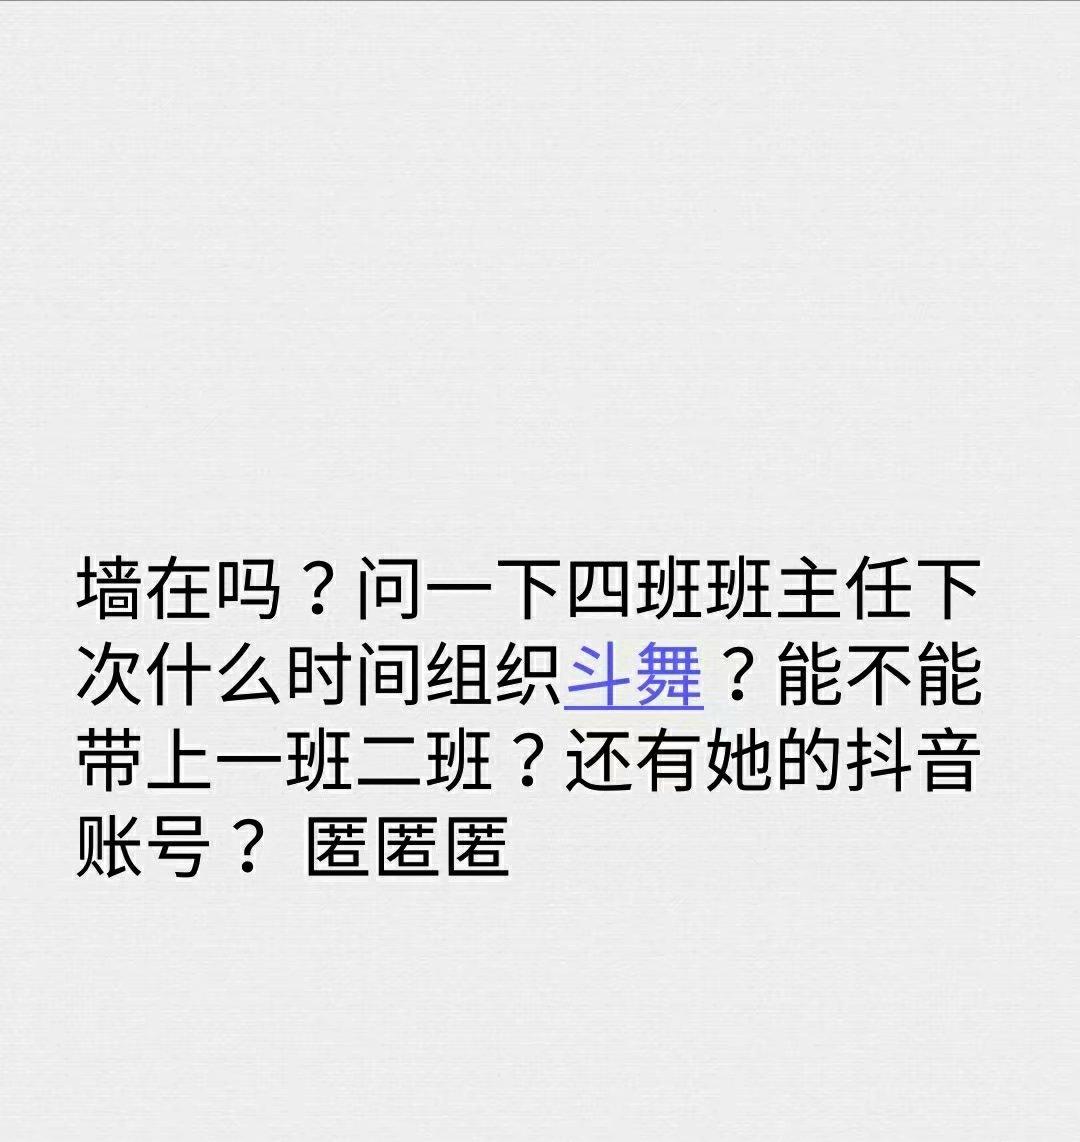 墙在吗？问一下四班班主任下
次什么时间组织斗舞？能不能
带上一班二班？还有她的抖音
账号？ 匿匿匿